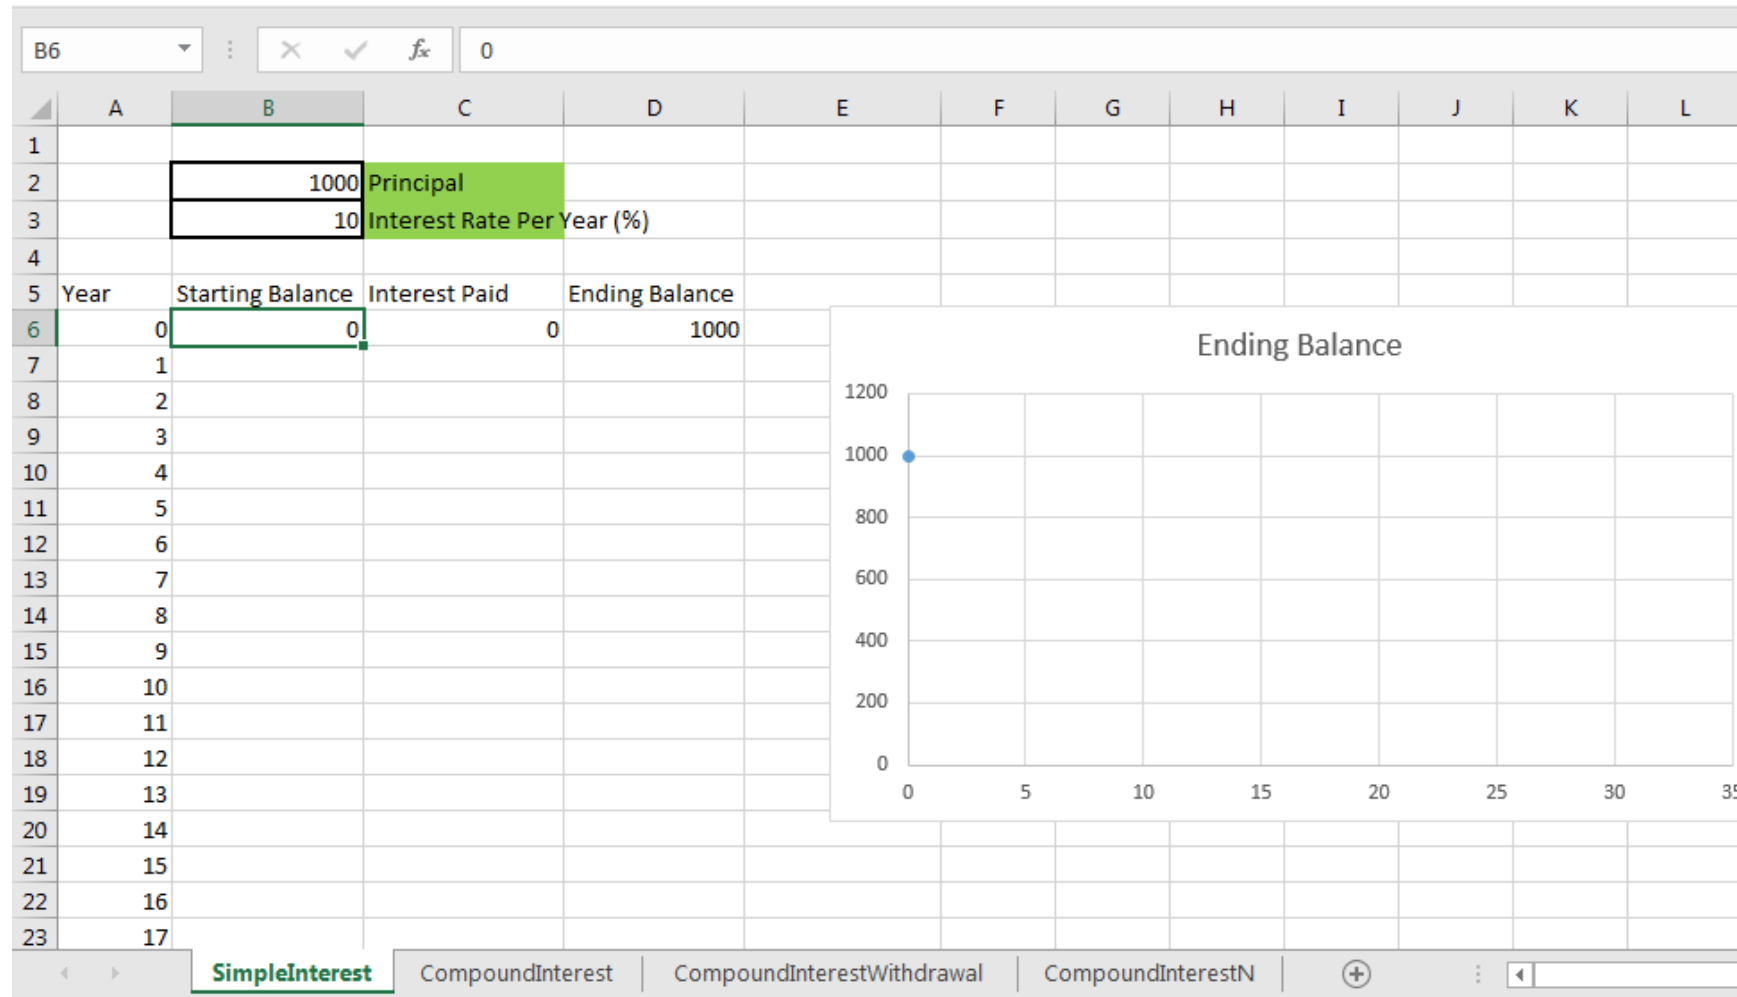 B6 fx 0
A B C D E F G H I J K L
1
2 1000 Principal
3 10 Interest Rate Per Year (%)
4
5 Year Starting Balance Interest Paid Ending Balance
6 0 0 0 1000
7 1
8 2
9 3
10 4
11 5
12 6
13 7
14 8
15 9
16 10
17 11
18 12
19 13
20 14
21 15
22 16
23 17
Ending Balance
1200
1000
800
600
400
200
0
0 5 10 15 20 25 30 35
SimpleInterest CompoundInterest CompoundInterestWithdrawal CompoundInterestN